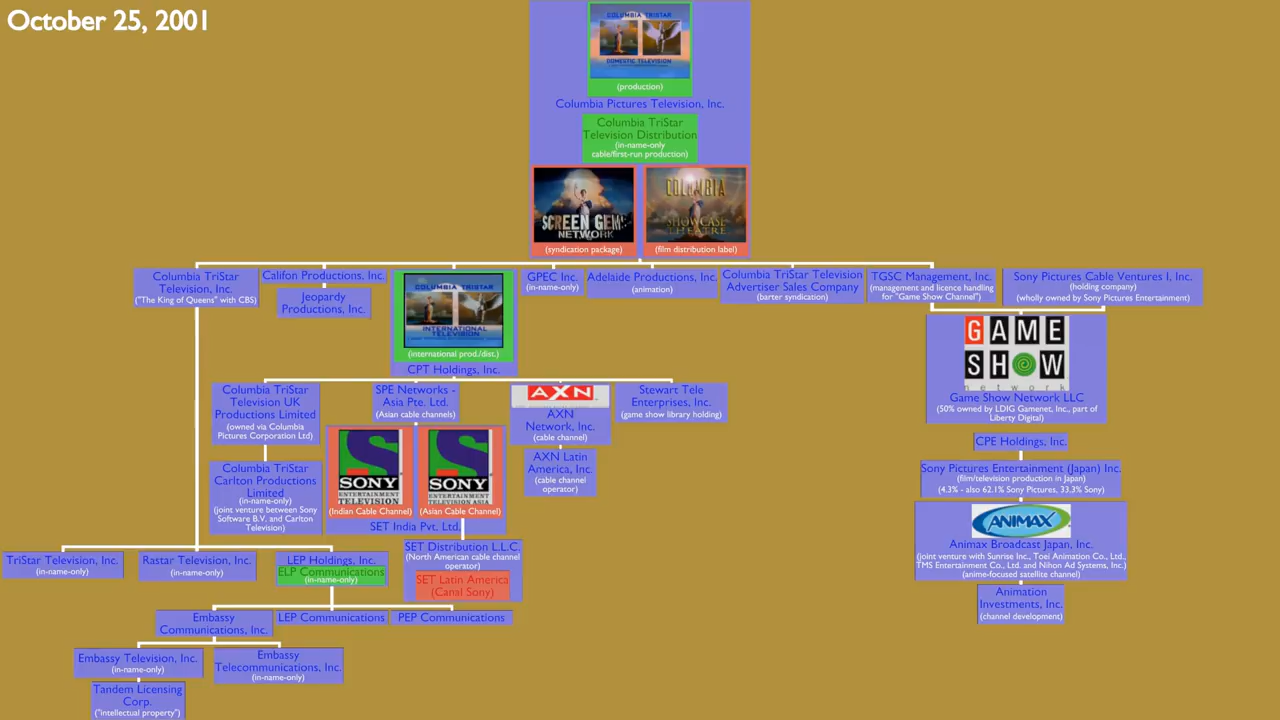 October 25, 2001
COLUMBIA TRISTAR
DOMESTIC TELEVISION
(production)
Columbia Pictures Television, Inc.
Columbia TriStar
Television Distribution
(in-name-only
cable/first-run production)
SCREEN GEMS
NETWORK
(syndication package)
COLUMBIA
SHOWCASE
THEATRE
(film distribution label)
Columbia TriStar
Television, Inc.
("The King of Queens" with CBS)
Califon Productions, Inc.
Jeopardy
Productions, Inc.
COLUMBIA TRISTAR
INTERNATIONAL
TELEVISION
(international prod./dist.)
CPT Holdings, Inc.
GPEC Inc.
(in-name-only)
Adelaide Productions, Inc.
(animation)
Columbia TriStar Television
Advertiser Sales Company
(barter syndication)
TGSC Management, Inc.
(management and licence handling
for "Game Show Channel")
Sony Pictures Cable Ventures I, Inc.
(holding company)
(wholly owned by Sony Pictures Entertainment)
GAME
SHOW
network
Game Show Network LLC
(50% owned by LDIG Gamenet, Inc., part of
Liberty Digital)
Columbia TriStar
Television UK
Productions Limited
(owned via Columbia
Pictures Corporation Ltd)
Columbia TriStar
Carlton Productions
Limited
(in-name-only)
(joint venture between Sony
Software B.V. and Carlton
Television)
SPE Networks -
Asia Pte. Ltd.
(Asian cable channels)
SONY
ENTERTAINMENT
TELEVISION
(Indian Cable Channel)
SONY
ENTERTAINMENT
TELEVISION ASIA
(Asian Cable Channel)
SET India Pvt. Ltd.
AXN
AXN
Network, Inc.
(cable channel)
AXN Latin
America, Inc.
(cable channel
operator)
Stewart Tele
Enterprises, Inc.
(game show library holding)
CPE Holdings, Inc.
Sony Pictures Entertainment (Japan) Inc.
(film/television production in Japan)
(4.3% - also 62.1% Sony Pictures, 33.3% Sony)
ANIMAX
Animax Broadcast Japan, Inc.
(joint venture with Sunrise Inc., Toei Animation Co., Ltd.,
TMS Entertainment Co., Ltd. and Nihon Ad Systems, Inc.)
(anime-focused satellite channel)
Animation
Investments, Inc.
(channel development)
TriStar Television, Inc.
(in-name-only)
Rastar Television, Inc.
(in-name-only)
LEP Holdings, Inc.
ELP Communications
(in-name-only)
SET Distribution L.L.C.
(North American cable channel
operator)
SET Latin America
(Canal Sony)
Embassy
Communications, Inc.
LEP Communications
PEP Communications
Embassy Television, Inc.
(in-name-only)
Embassy
Telecommunications, Inc.
(in-name-only)
Tandem Licensing
Corp.
("intellectual property")